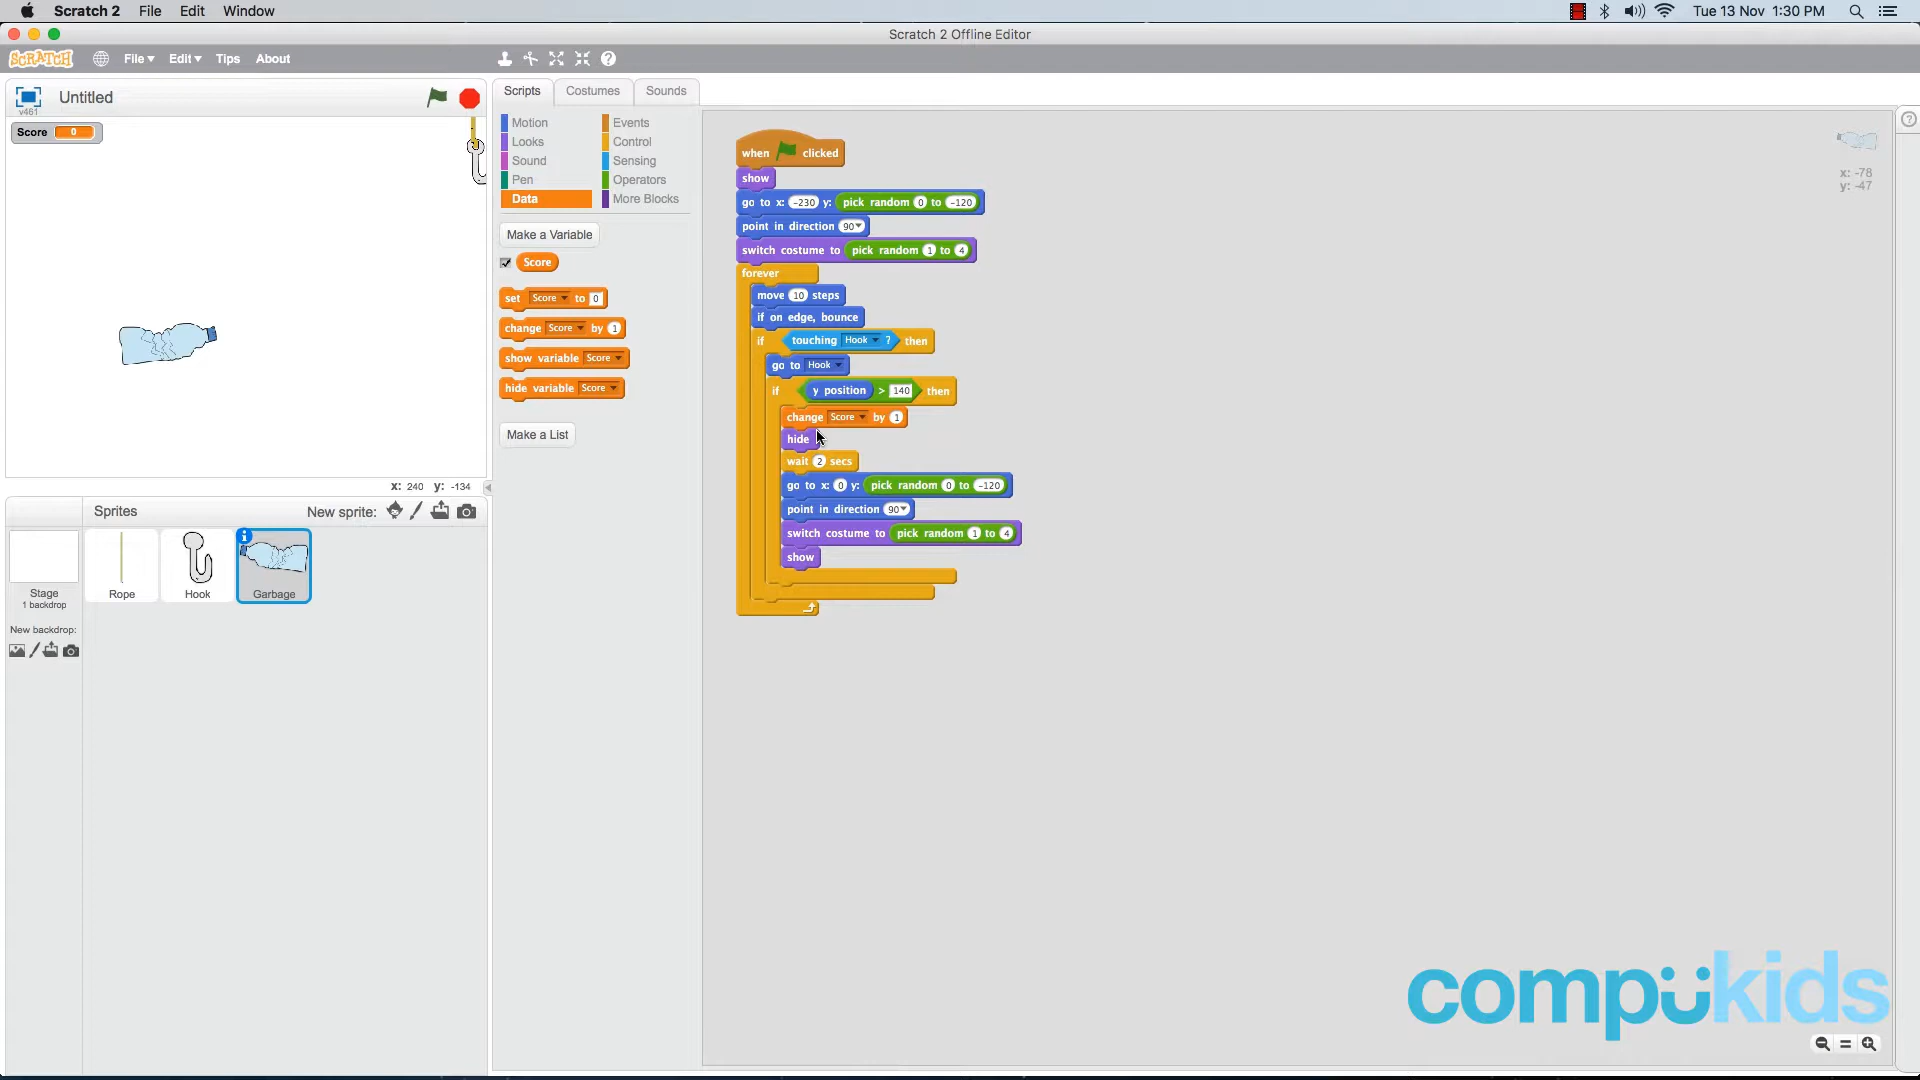 Scratch 2 File Edit Window Tue 13 Nov 1:30 PM
Scratch 2 Offline Editor
SCRATCH File Edit Tips About
Untitled
v461
Score 0
x: 240 y: -134
Sprites New sprite:
Stage
1 backdrop
New backdrop:
Rope
Hook
Garbage
Scripts Costumes Sounds
Motion Events
Looks Control
Sound Sensing
Pen Operators
Data More Blocks
Make a Variable
Score
set Score to 0
change Score by 1
show variable Score
hide variable Score
Make a List
when clicked
show
go to x: -230 y: pick random 0 to -120
point in direction 90
switch costume to pick random 1 to 4
forever
move 10 steps
if on edge, bounce
if touching Hook ? then
go to Hook
if y position > 140 then
change Score by 1
hide
wait 2 secs
go to x: 0 y: pick random 0 to -120
point in direction 90
switch costume to pick random 1 to 4
show
x: -78
y: -47
compükids